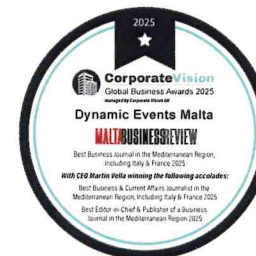 2025
CorporateVision
Global Business Awards 2025
managed by Corporate Vision
Dynamic Events Malta
MALTABUSINESSREVIEW
Best Business Journal in the Mediterranean Region,
Including Italy & France 2025
With CEO Martin Vella winning the following accolades:
Best Business & Current Affairs Journalist in the
Mediterranean Region, Including Italy & France 2025
Best Editor-in-Chief & Publisher of a Business
Journal in the Mediterranean Region 2025